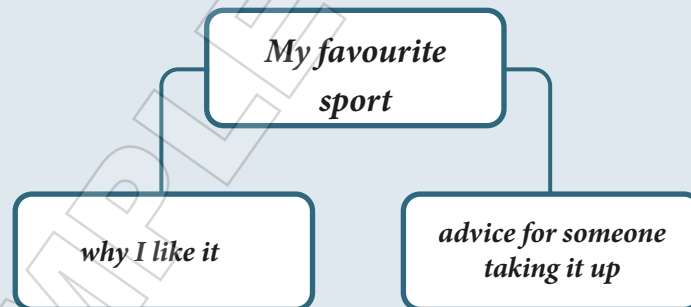 My favourite
sport
why I like it
advice for someone
taking it up